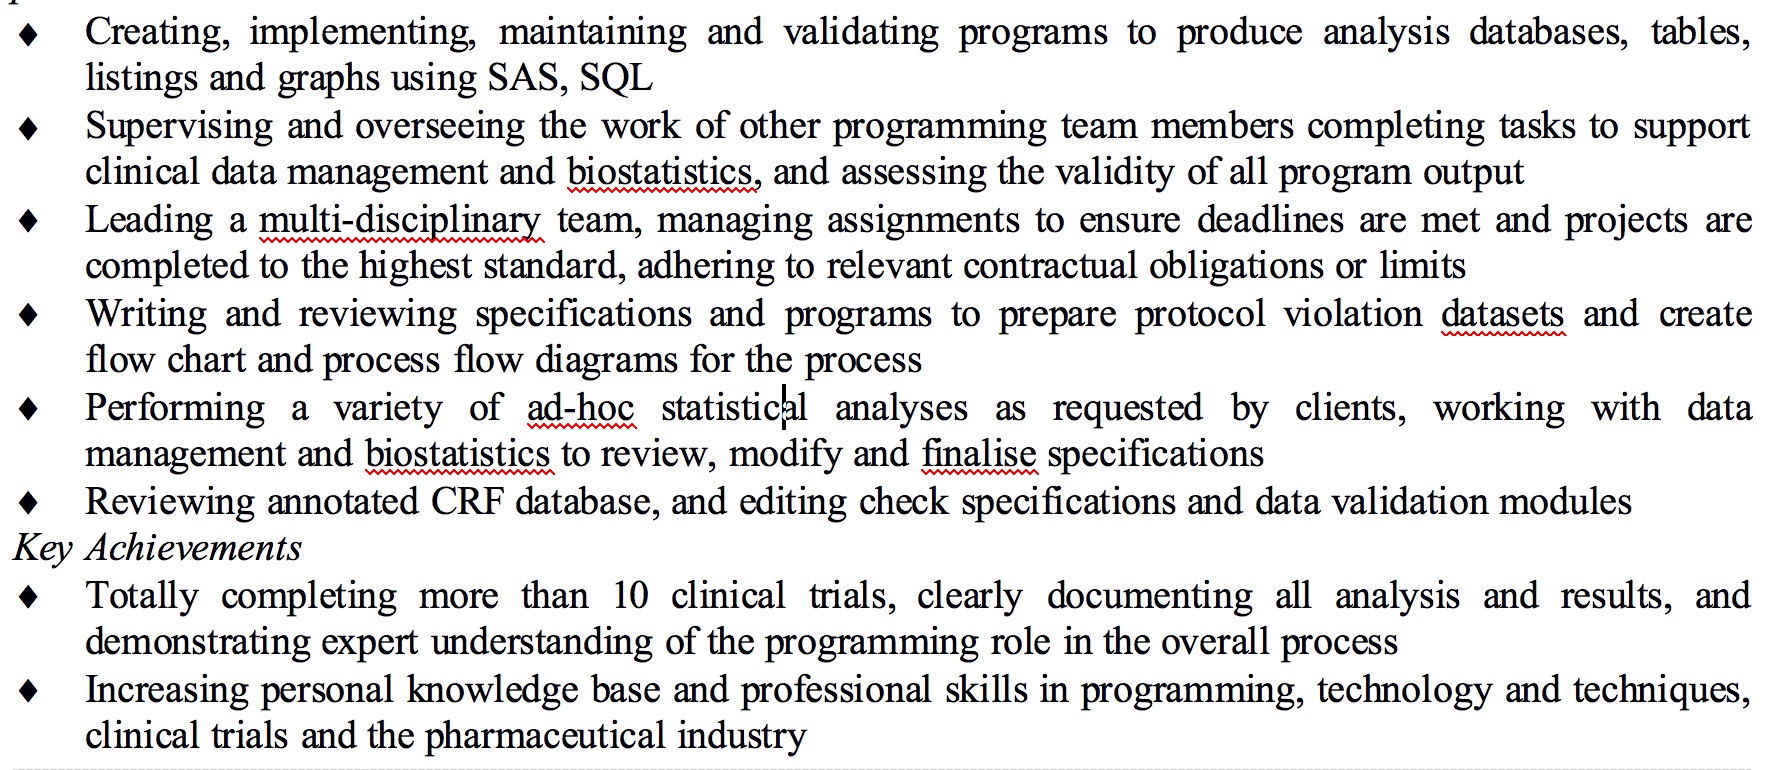 ♦ Creating, implementing, maintaining and validating programs to produce analysis databases, tables,
listings and graphs using SAS, SQL
♦ Supervising and overseeing the work of other programming team members completing tasks to support
clinical data management and biostatistics, and assessing the validity of all program output
♦ Leading a multi-disciplinary team, managing assignments to ensure deadlines are met and projects are
completed to the highest standard, adhering to relevant contractual obligations or limits
♦ Writing and reviewing specifications and programs to prepare protocol violation datasets and create
flow chart and process flow diagrams for the process
♦ Performing a variety of ad-hoc statistical analyses as requested by clients, working with data
management and biostatistics to review, modify and finalise specifications
♦ Reviewing annotated CRF database, and editing check specifications and data validation modules
Key Achievements
♦ Totally completing more than 10 clinical trials, clearly documenting all analysis and results, and
demonstrating expert understanding of the programming role in the overall process
♦ Increasing personal knowledge base and professional skills in programming, technology and techniques,
clinical trials and the pharmaceutical industry